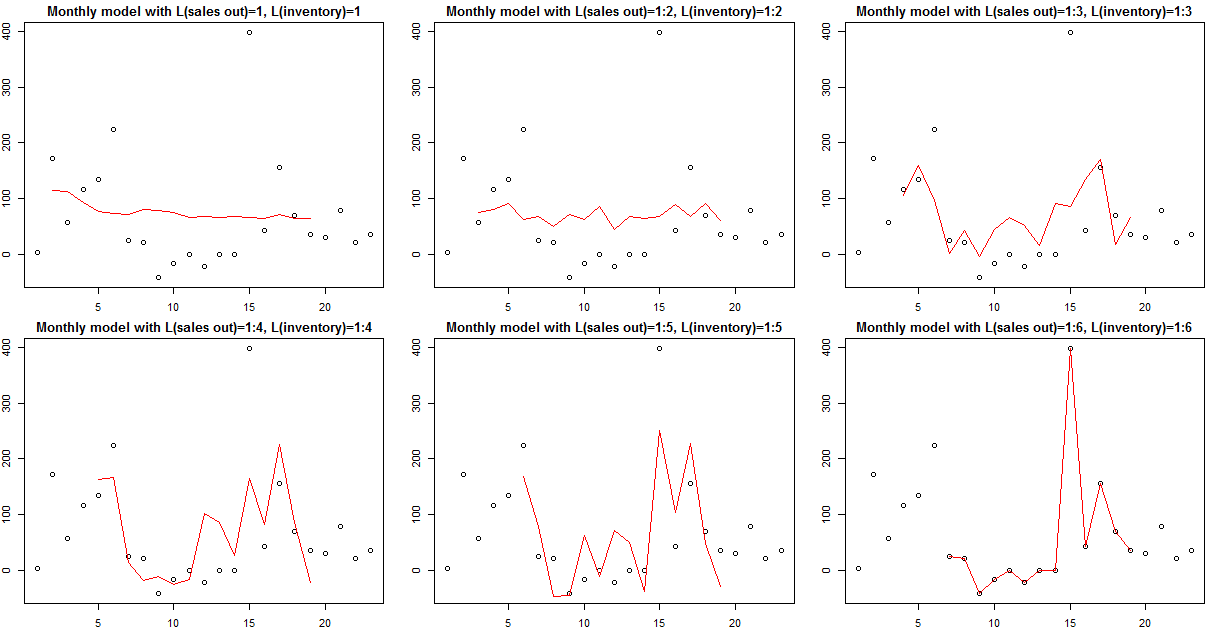 Monthly model with L(sales out)=1, L(inventory)=1
400
300
200
100
0
5 10 15 20
Monthly model with L(sales out)=1:2, L(inventory)=1:2
400
300
200
100
0
5 10 15 20
Monthly model with L(sales out)=1:3, L(inventory)=1:3
400
300
200
100
0
5 10 15 20
Monthly model with L(sales out)=1:4, L(inventory)=1:4
400
300
200
100
0
5 10 15 20
Monthly model with L(sales out)=1:5, L(inventory)=1:5
400
300
200
100
0
5 10 15 20
Monthly model with L(sales out)=1:6, L(inventory)=1:6
400
300
200
100
0
5 10 15 20